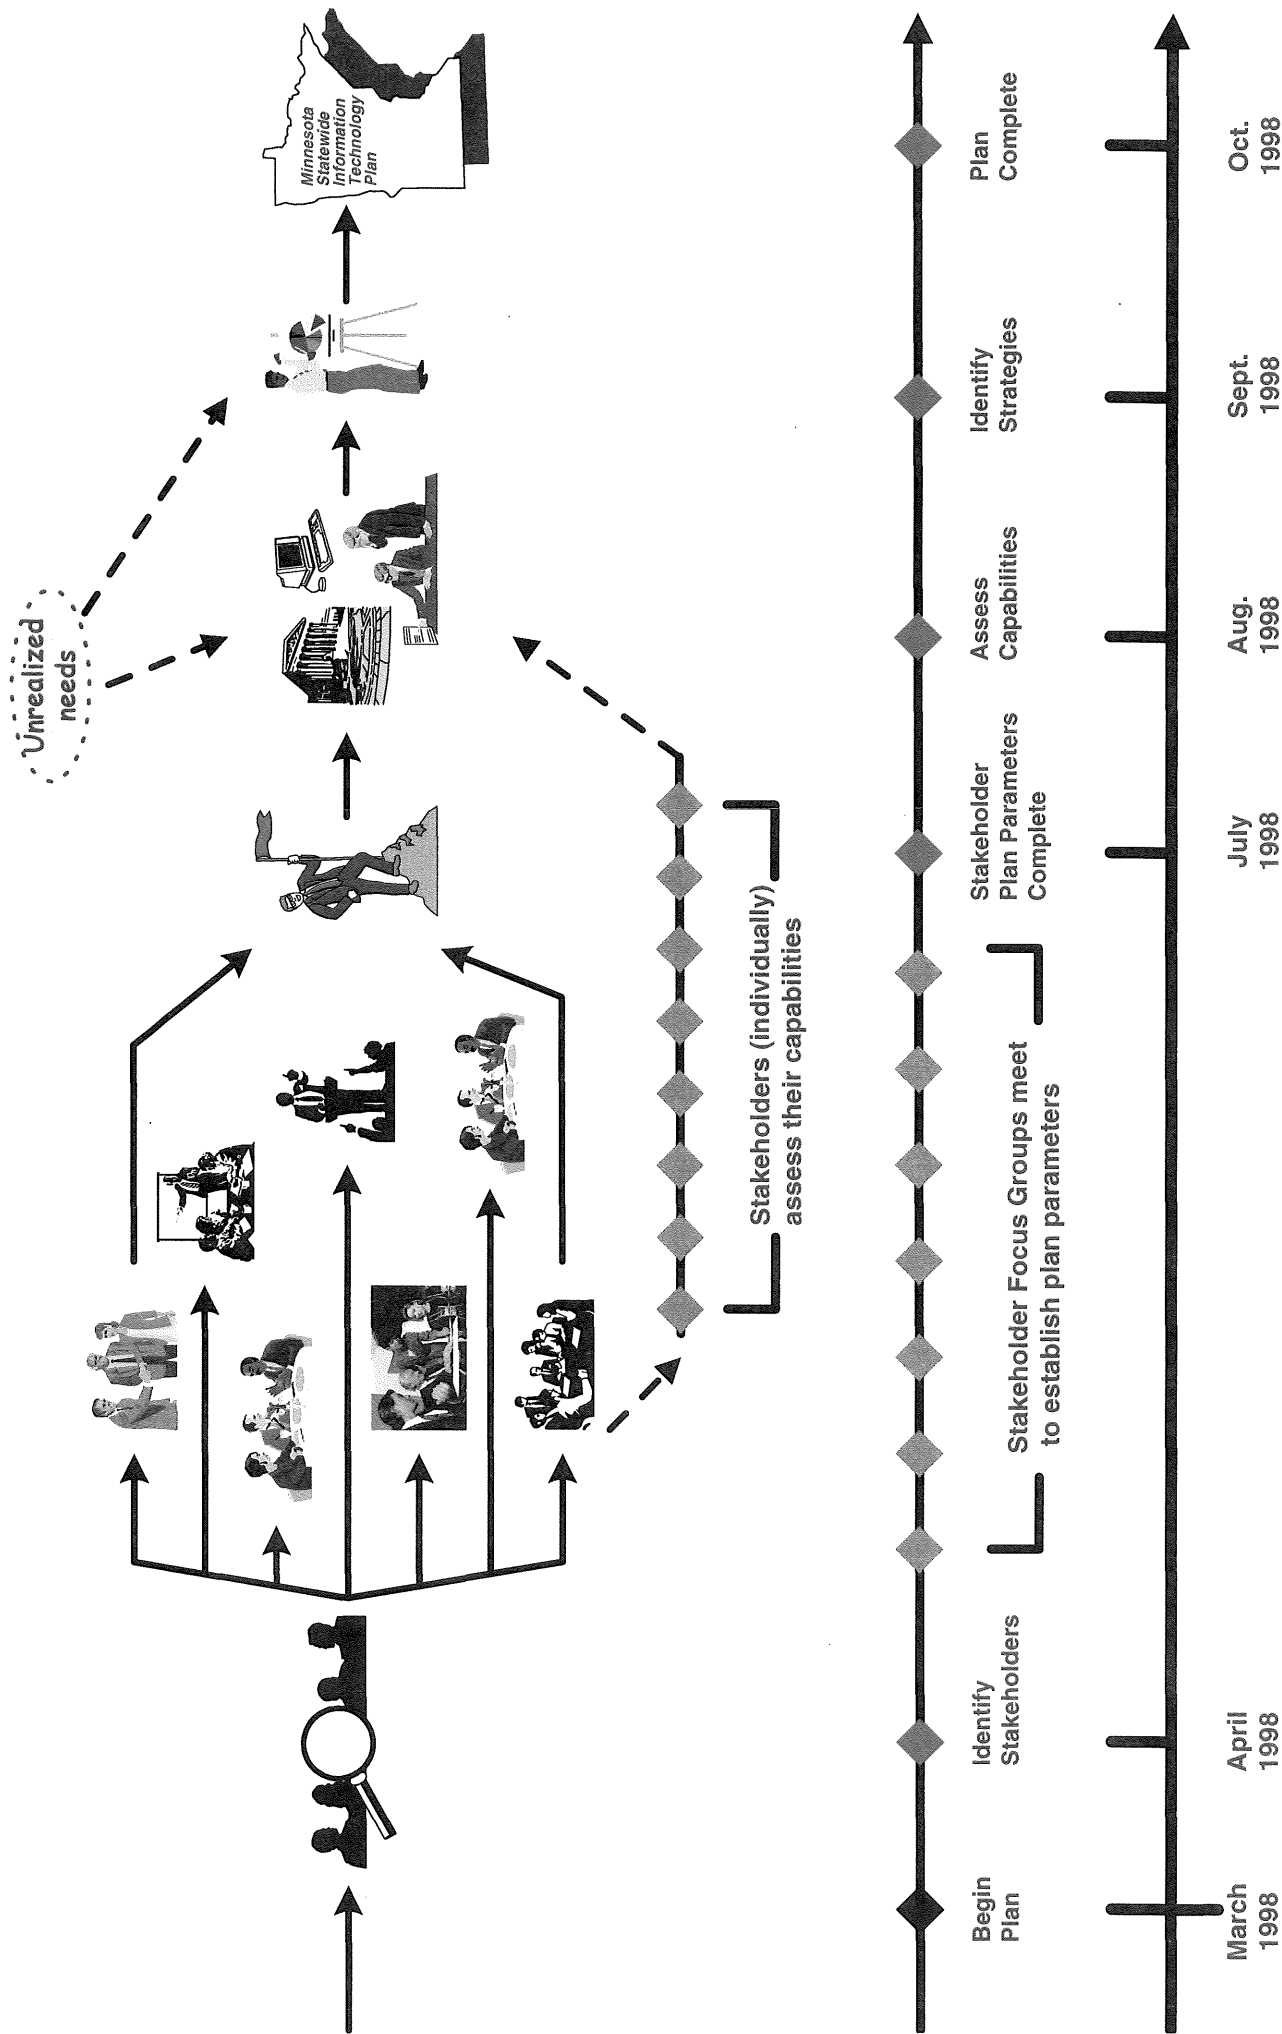 Unrealized
needs
Minnesota
Statewide
Information
Technology
Plan
Stakeholders (individually)
assess their capabilities
Begin
Plan
Identify
Stakeholders
Stakeholder Focus Groups meet
to establish plan parameters
Stakeholder
Plan Parameters
Complete
Assess
Capabilities
Identify
Strategies
Plan
Complete
March
1998
April
1998
July
1998
Aug.
1998
Sept.
1998
Oct.
1998